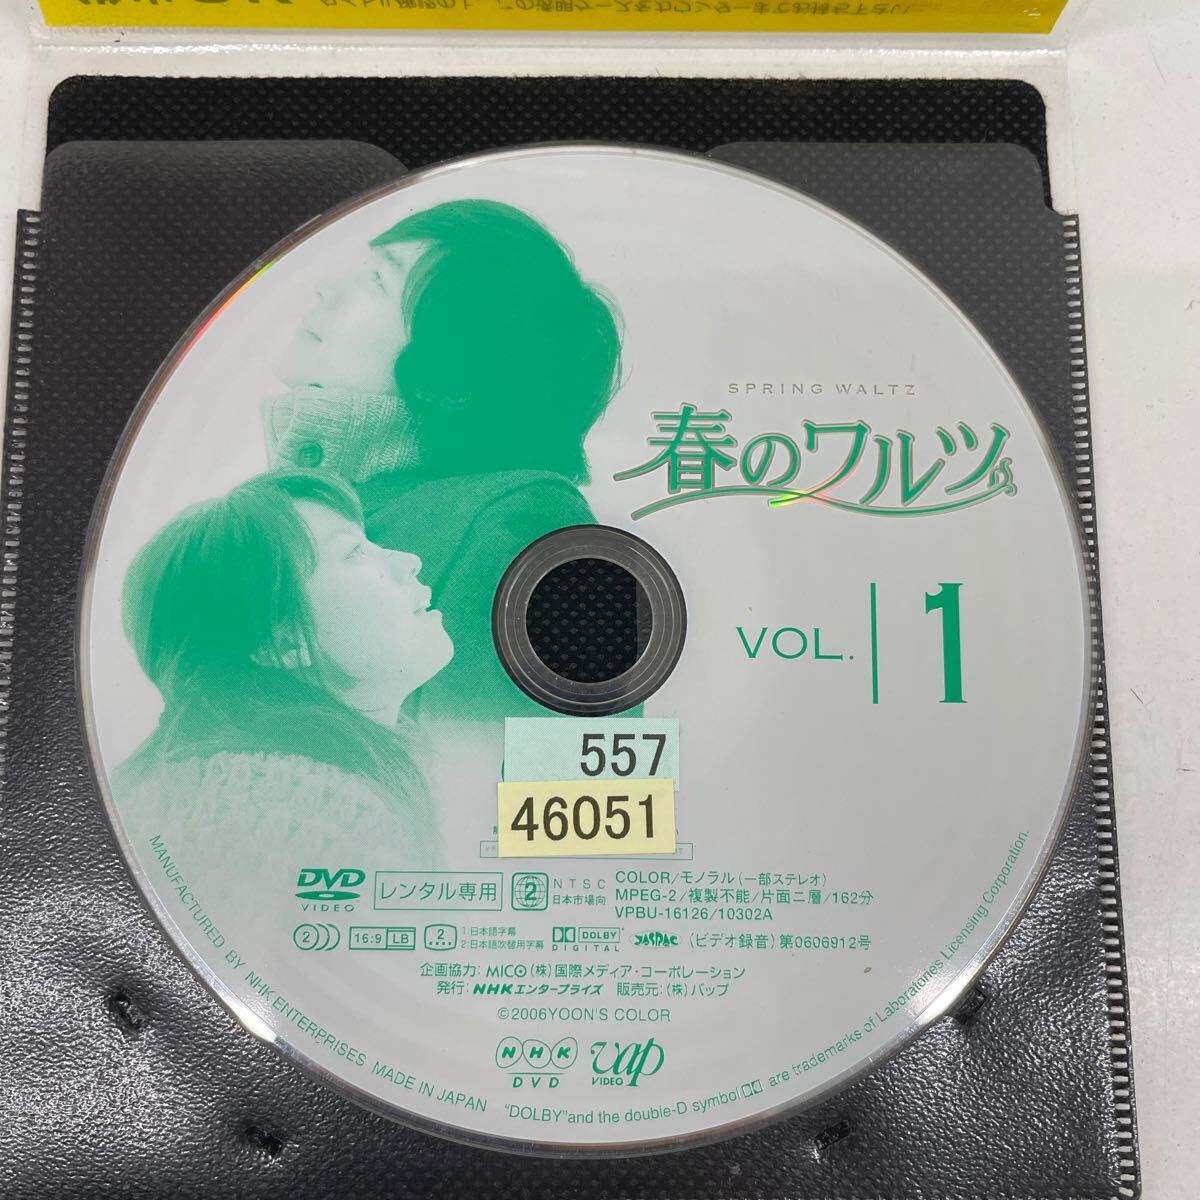 SPRING WALTZ
春のワルツ
VOL. 1
557
46051
DVD
VIDEO
レンタル専用
2
NTSC
日本市場向
COLOR/モノラル(一部ステレオ)
MPEG-2/複製不能/片面二層/162分
VPBU-16126/10302A
2
16:9 LB
2
1:日本語字幕
2:日本語吹替用字幕
DOLBY
DIGITAL
JASRAC
(ビデオ録音)第0606912号
企画協力:MICO(株)国際メディア・コーポレーション
発行:NHKエンタープライズ 販売元:(株)バップ
©2006YOON'S COLOR
NHK
DVD
vap
VIDEO
MANUFACTURED BY NHK ENTERPRISES MADE IN JAPAN "DOLBY"and the double-D symbol are trademarks of Laboratories Licensing Corporation.